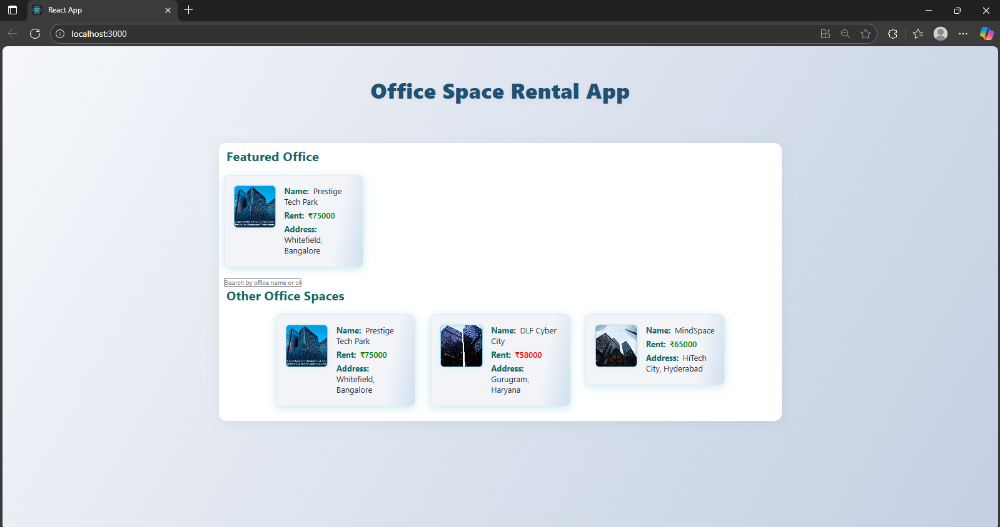 React App
localhost:3000
Office Space Rental App
Featured Office
Name: Prestige
Tech Park
Rent: ₹75000
Address:
Whitefield,
Bangalore
Search by office name or cit
Other Office Spaces
Name: Prestige
Tech Park
Rent: ₹75000
Address:
Whitefield,
Bangalore
Name: DLF Cyber
City
Rent: ₹58000
Address:
Gurugram,
Haryana
Name: MindSpace
Rent: ₹65000
Address: HiTech
City, Hyderabad